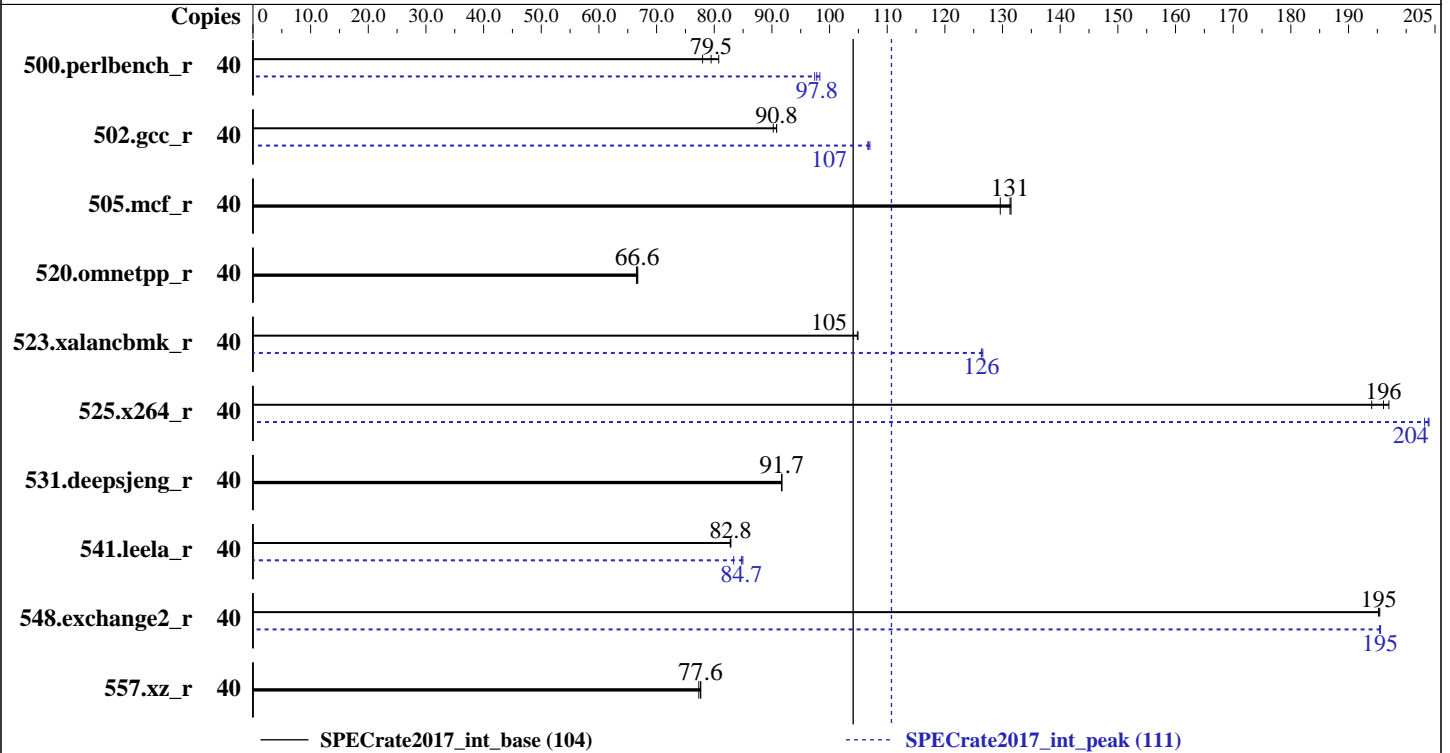 Copies 0 10.0 20.0 30.0 40.0 50.0 60.0 70.0 80.0 90.0 100 110 120 130 140 150 160 170 180 190 205
500.perlbench_r 40 79.5
97.8
502.gcc_r 40 90.8
107
505.mcf_r 40 131
520.omnetpp_r 40 66.6
523.xalancbmk_r 40 105
126
525.x264_r 40 196
204
531.deepsjeng_r 40 91.7
541.leela_r 40 82.8
84.7
548.exchange2_r 40 195
195
557.xz_r 40 77.6
SPECrate2017_int_base (104) SPECrate2017_int_peak (111)